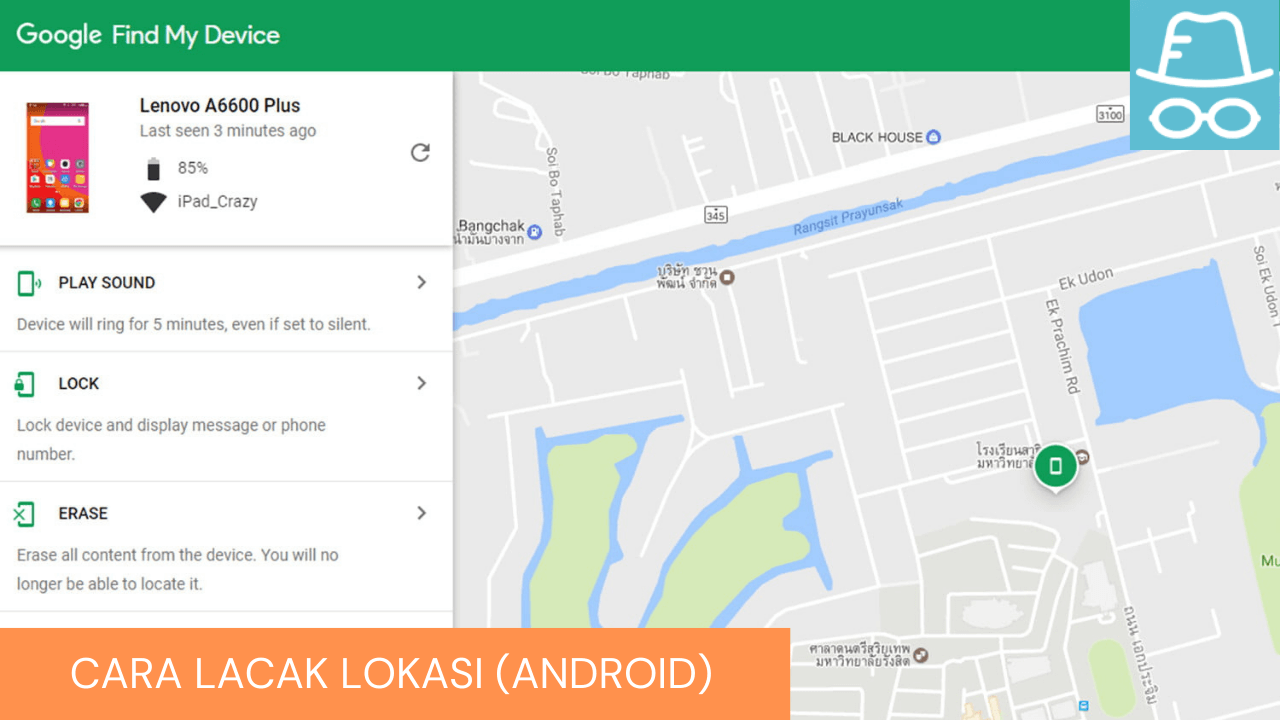 Google Find My Device
Lenovo A6600 Plus
Last seen 3 minutes ago
85%
iPad_Crazy
PLAY SOUND
Device will ring for 5 minutes, even if set to silent.
LOCK
Lock device and display message or phone
number.
ERASE
Erase all content from the device. You will no
longer be able to locate it.
Soi Bo Taphab
BLACK HOUSE
3100
Soi Bo Taphab
345
Rangsit Prayunsak
Bangchak
น้ำมันบางจาก
บริษัท ชวน
พัฒน์ จำกัด
Ek Udon
Soi Ek Udon
Ek Prachim Rd
โรงเรียนสาธิ
มหาวิทยาลั
Mu
ศาลาดนตรีสุริยเทพ
มหาวิทยาลัยรังสิต
ถนน เอกประจิม
CARA LACAK LOKASI (ANDROID)